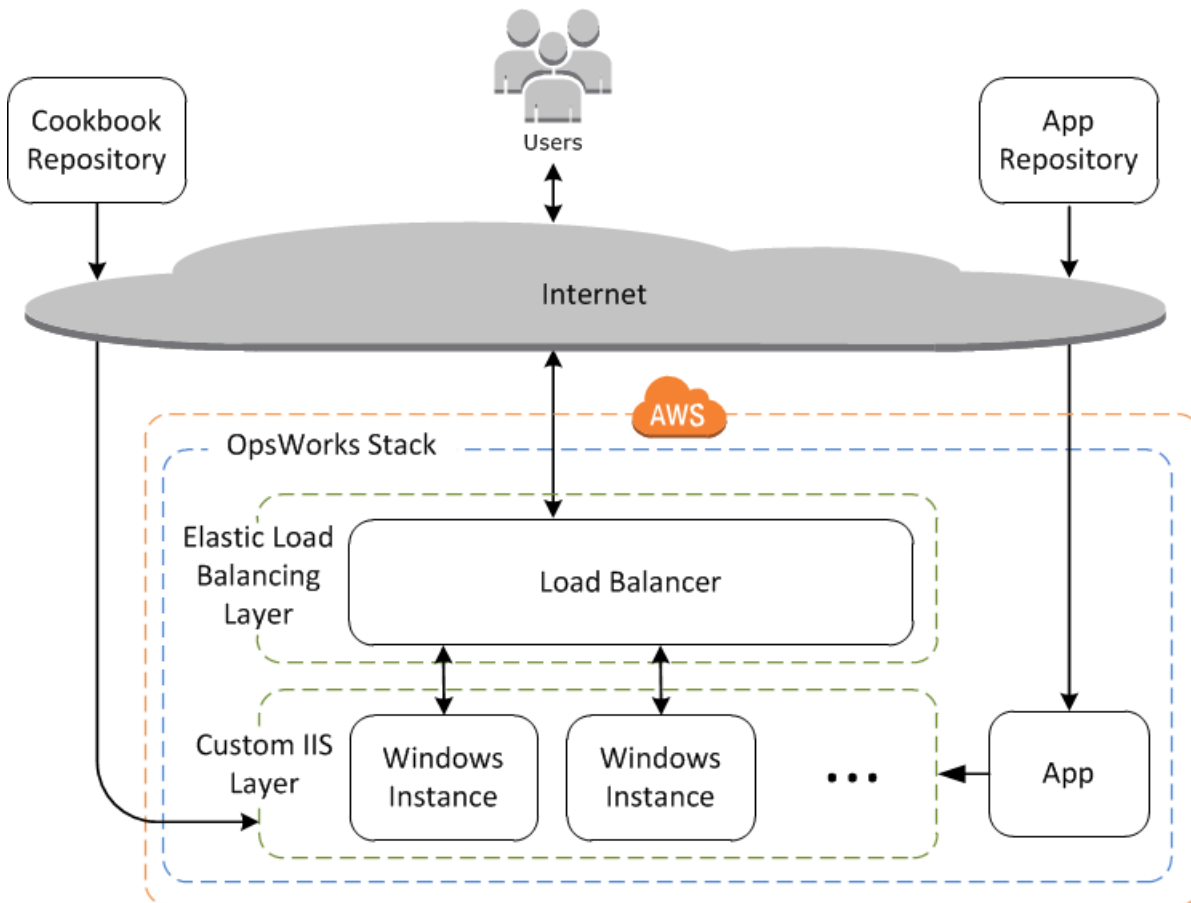 Users
Cookbook
Repository
App
Repository
Internet
AWS
OpsWorks Stack
Elastic Load
Balancing
Layer
Load Balancer
Custom IIS
Layer
Windows
Instance
Windows
Instance
...
App